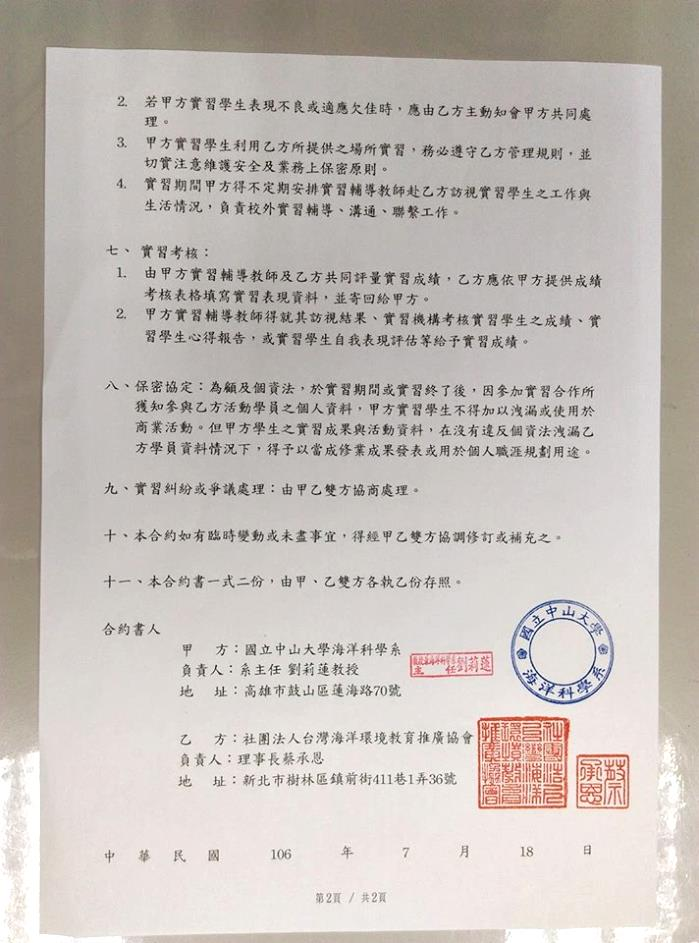 2. 若甲方實習學生表現不良或適應欠佳時，應由乙方主動知會甲方共同處
理。
3. 甲方實習學生利用乙方所提供之場所實習，務必遵守乙方管理規則，並
切實注意維護安全及業務上保密原則。
4. 實習期間甲方得不定期安排實習輔導教師赴乙方訪視實習學生之工作與
生活情況，負責校外實習輔導、溝通、聯繫工作。
七、 實習考核：
1. 由甲方實習輔導教師及乙方共同評量實習成績，乙方應依甲方提供成績
考核表格填寫實習表現資料，並寄回給甲方。
2. 甲方實習輔導教師得就其訪視結果、實習機構考核實習學生之成績、實
習學生心得報告，或實習學生自我表現評估等給予實習成績。
八、保密協定：為顧及個資法，於實習期間或實習終了後，因參加實習合作所
獲知參與乙方活動學員之個人資料，甲方實習學生不得加以洩漏或使用於
商業活動。但甲方學生之實習成果與活動資料，在沒有違反個資法洩漏乙
方學員資料情況下，得予以當成修業成果發表或用於個人職涯規劃用途。
九、實習糾紛或爭議處理：由甲乙雙方協商處理。
十、本合約如有臨時變動或未盡事宜，得經甲乙雙方協調修訂或補充之。
十一、本合約書一式二份，由甲、乙雙方各執乙份存照。
合約書人
甲 方：國立中山大學海洋科學系
負責人：系主任 劉莉蓮教授
主 任 劉莉蓮
地 址：高雄市鼓山區蓮海路70號
國立中山大學
海洋科學系
乙 方：社團法人台灣海洋環境教育推廣協會
負責人：理事長蔡承恩
地 址：新北市樹林區鎮前街411巷1弄36號
社團法人台灣海洋環境教育推廣協會
蔡承恩
中 華 民 國 106 年 7 月 18 日
第2頁 / 共2頁